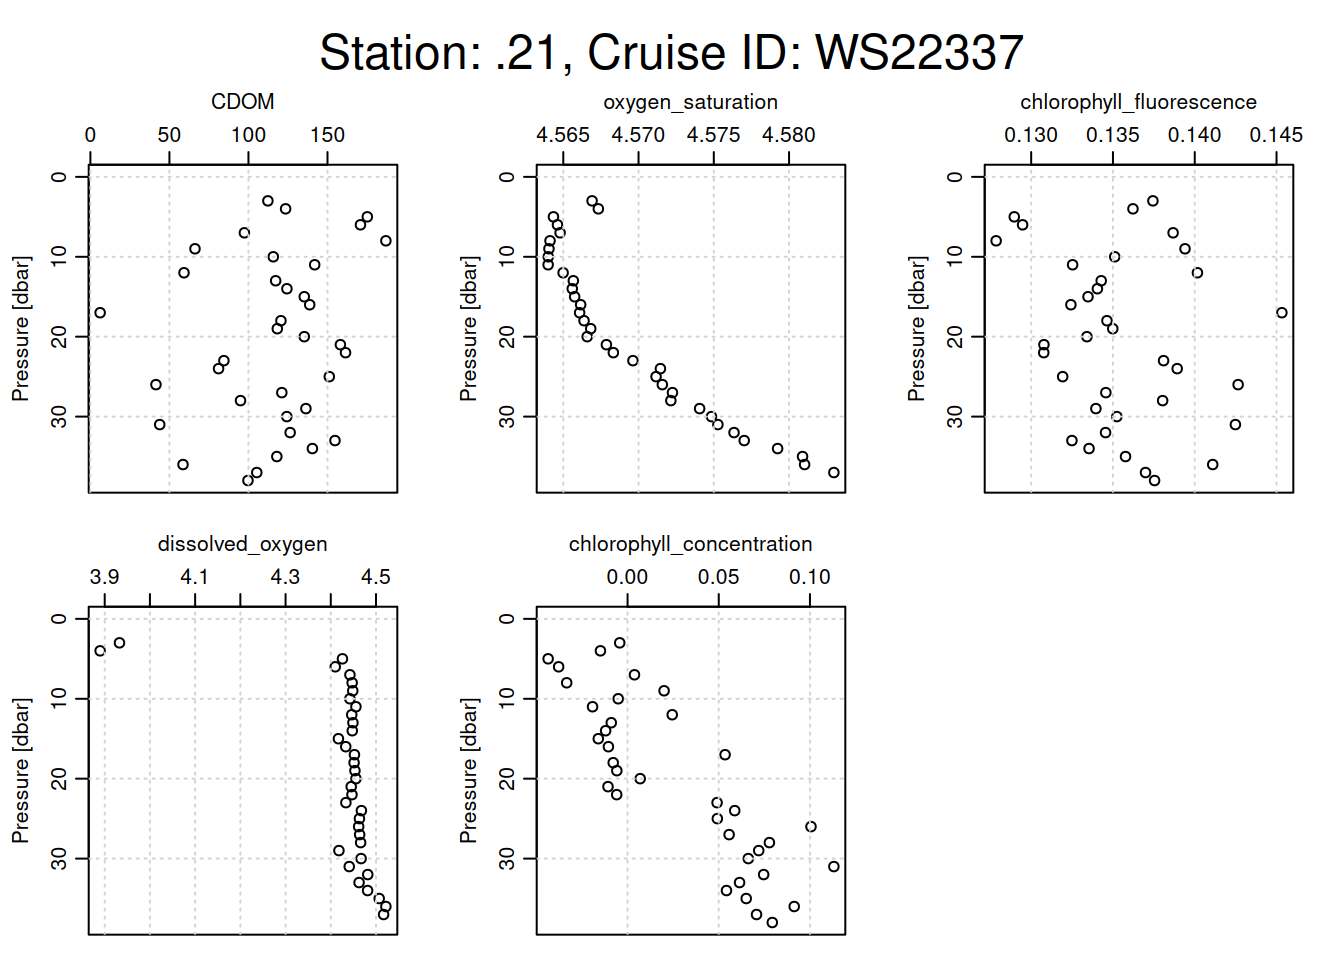 Station: .21, Cruise ID: WS22337
CDOM
0 50 100 150
0
10
20
30
Pressure [dbar]
oxygen_saturation
4.565 4.570 4.575 4.580
0
10
20
30
Pressure [dbar]
chlorophyll_fluorescence
0.130 0.135 0.140 0.145
0
10
20
30
Pressure [dbar]
dissolved_oxygen
3.9 4.1 4.3 4.5
0
10
20
30
Pressure [dbar]
chlorophyll_concentration
0.00 0.05 0.10
0
10
20
30
Pressure [dbar]